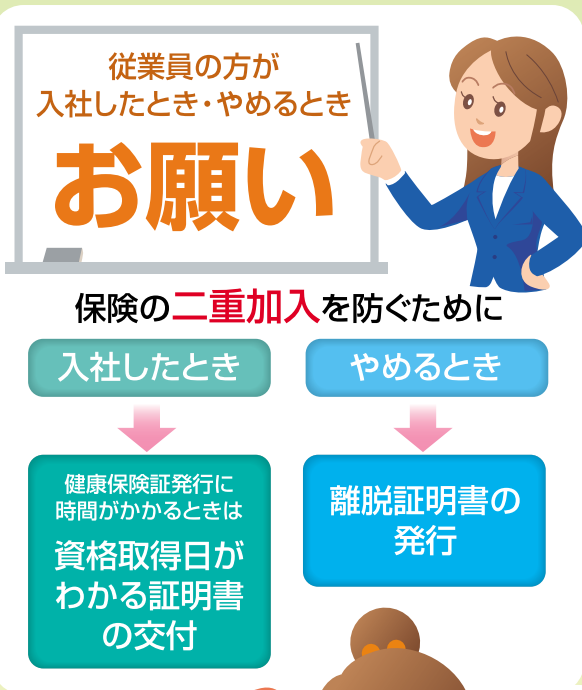 従業員の方が
入社したとき・やめるとき
お願い
保険の二重加入を防ぐために
入社したとき
やめるとき
健康保険証発行に
時間がかかるときは
資格取得日が
わかる証明書
の交付
離脱証明書の
発行